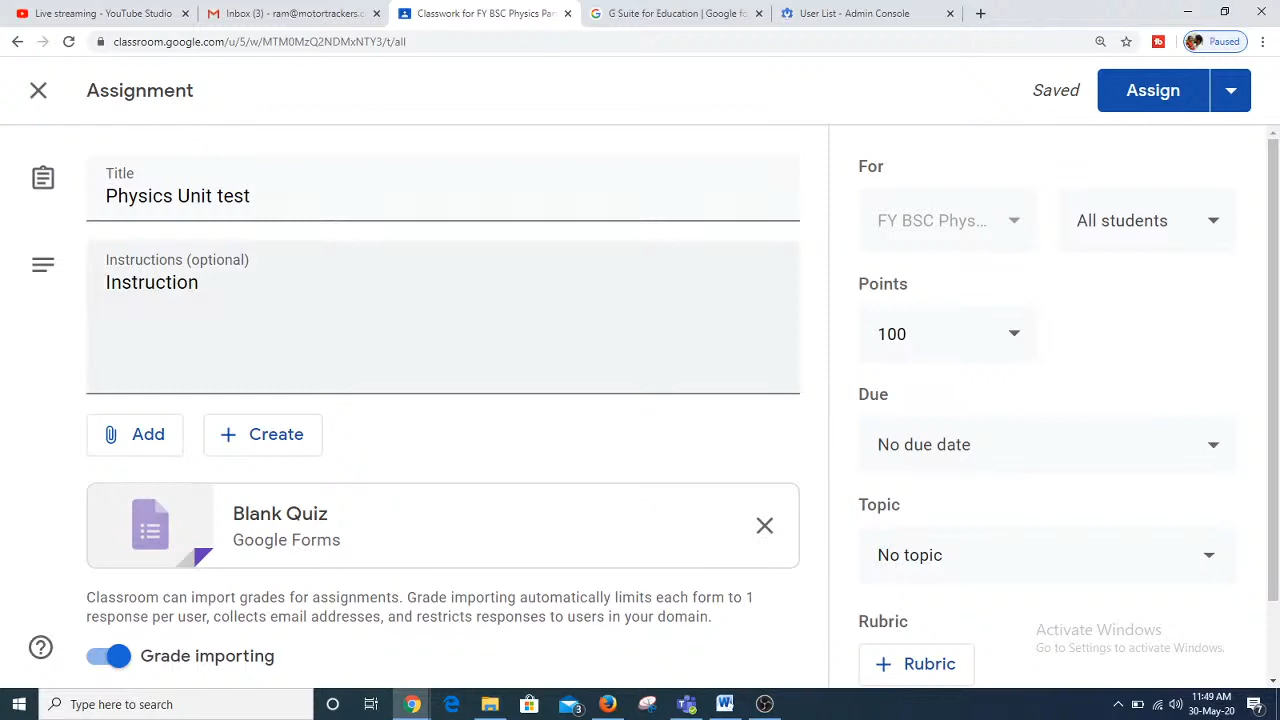 Live streaming - YouTube Studio
Inbox (3) - ram@motortrackers.c
Classwork for FY BSC Physics Par
G Suite for Education | Google fo
User List - Admin Console
classroom.google.com/u/5/w/MTM0MzQ2NDMxNTY3/t/all
Paused
Assignment
Saved
Assign
Title
Physics Unit test
Instructions (optional)
Instruction
Add
Create
Blank Quiz
Google Forms
Classroom can import grades for assignments. Grade importing automatically limits each form to 1
response per user, collects email addresses, and restricts responses to users in your domain.
Grade importing
For
FY BSC Phys...
All students
Points
100
Due
No due date
Topic
No topic
Rubric
Rubric
Activate Windows
Go to Settings to activate Windows.
Type here to search
3
11:49 AM
30-May-20
2